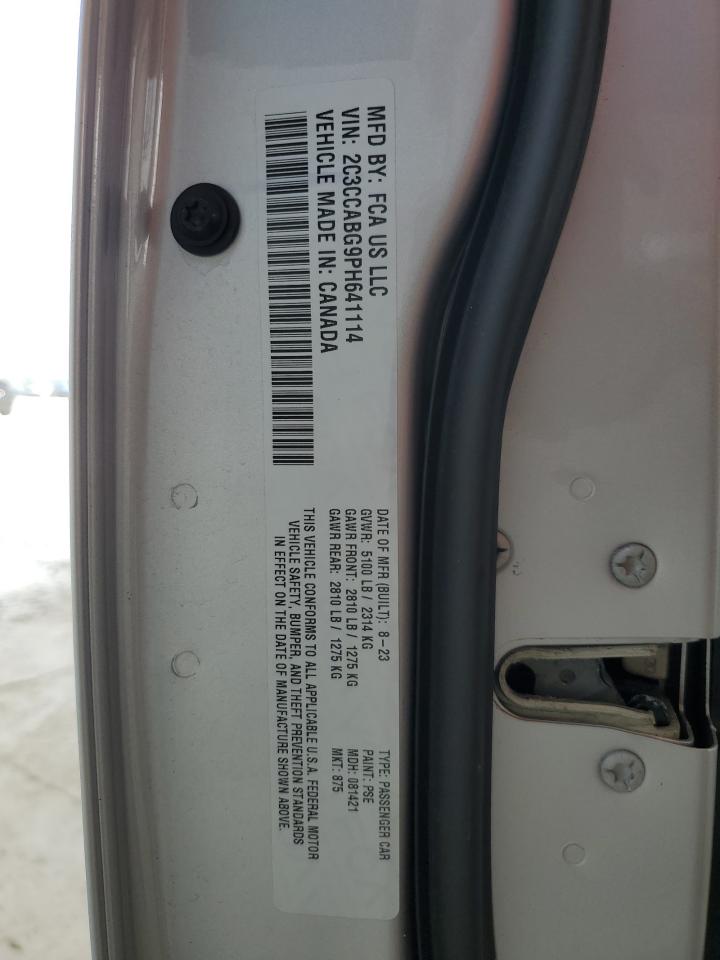 MFD BY: FCA US LLC
VIN: 2C3CCABG9PH641114
VEHICLE MADE IN: CANADA
DATE OF MFR (BUILT): 8-23
GVWR: 5100 LB / 2314 KG
GAWR FRONT: 2810 LB / 1275 KG
GAWR REAR: 2810 LB / 1275 KG
TYPE: PASSENGER CAR
PAINT: PSE
MDH: 081421
MKT: 875
THIS VEHICLE CONFORMS TO ALL APPLICABLE U.S.A. FEDERAL MOTOR
VEHICLE SAFETY, BUMPER, AND THEFT PREVENTION STANDARDS
IN EFFECT ON THE DATE OF MANUFACTURE SHOWN ABOVE.